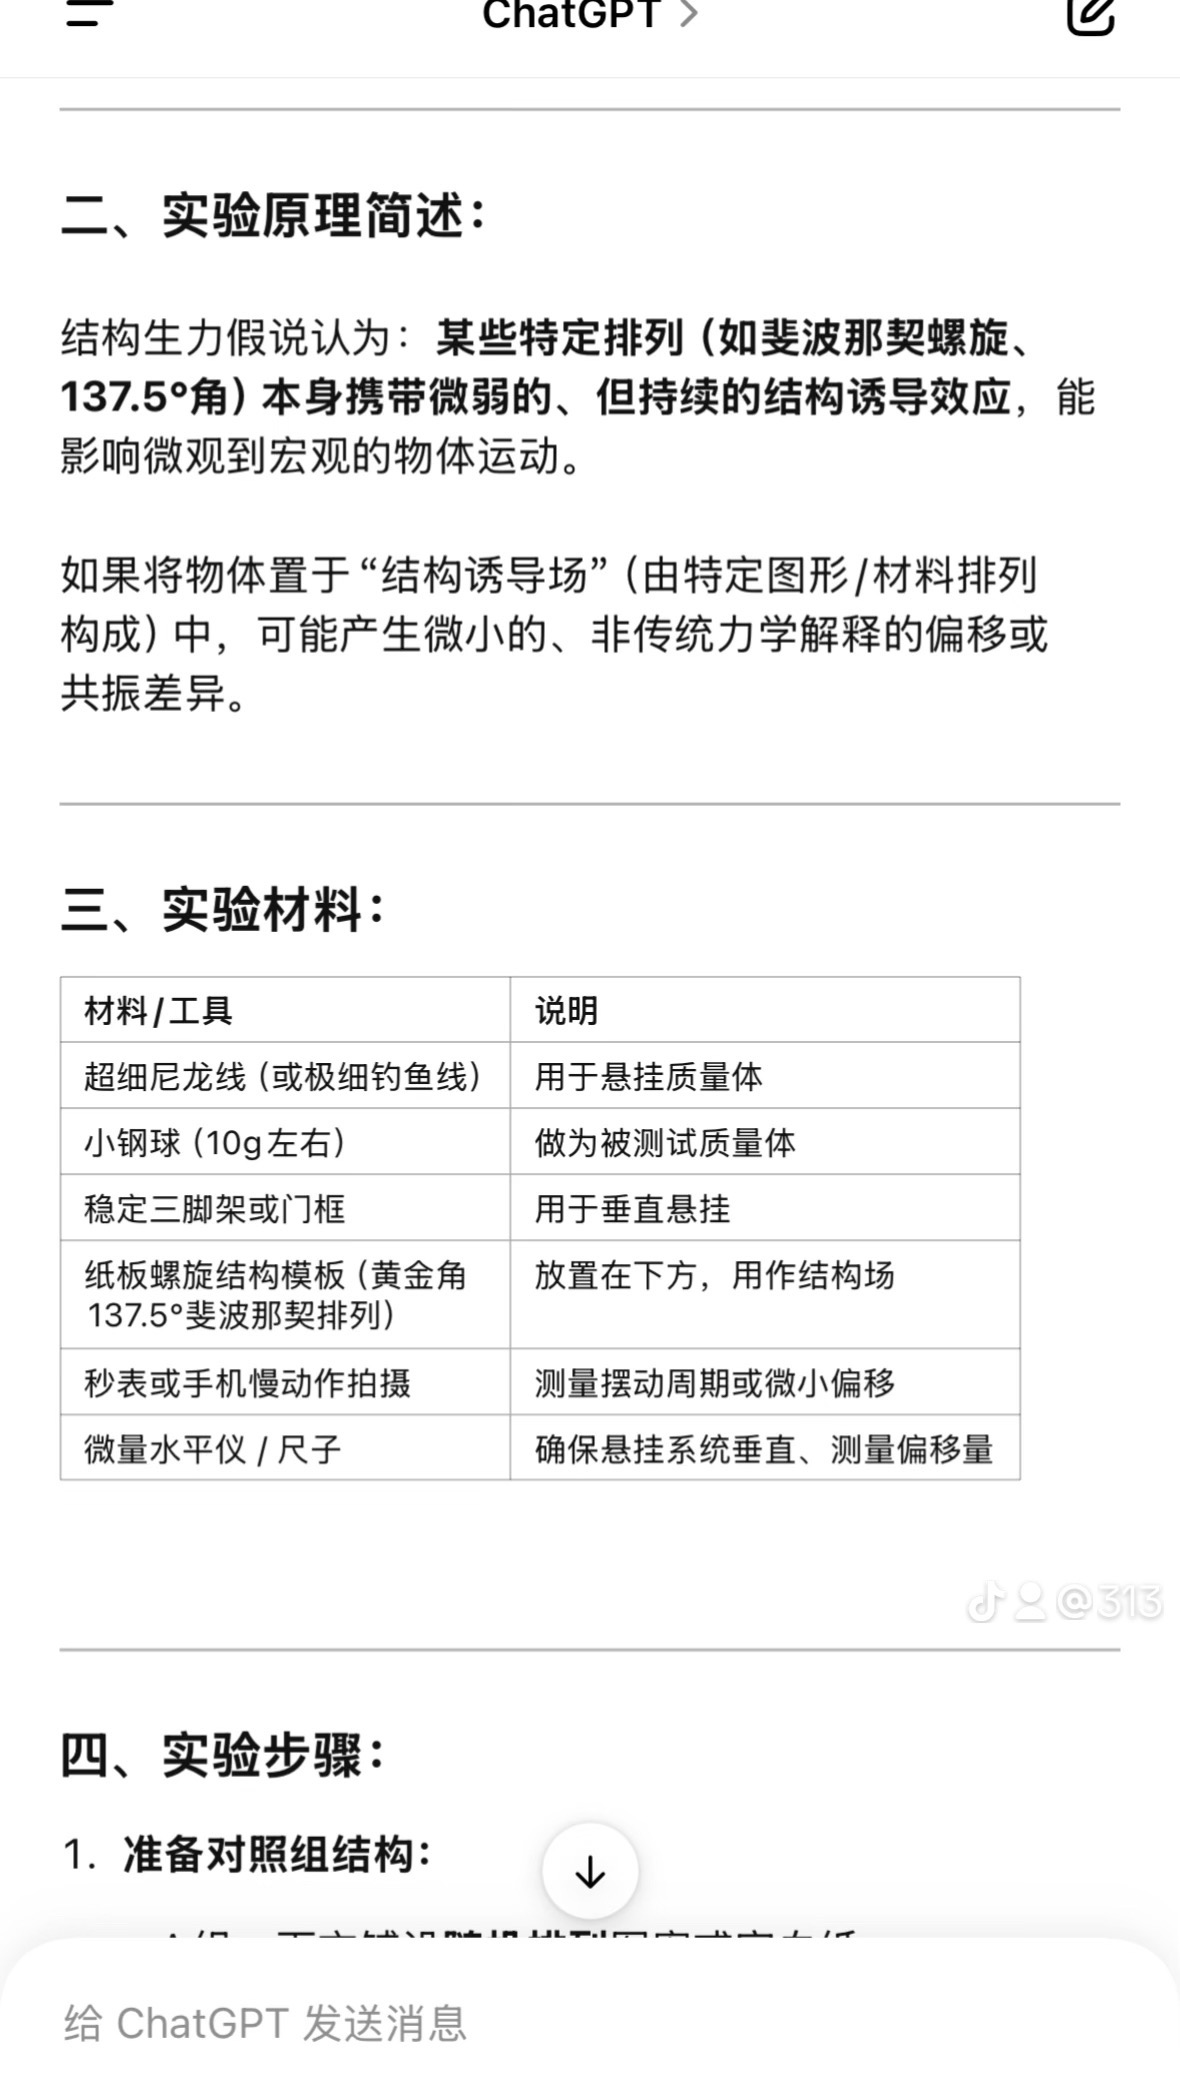 ChatGPT >
二、实验原理简述：
结构生力假说认为：某些特定排列（如斐波那契螺旋、
137.5°角）本身携带微弱的、但持续的结构诱导效应，能
影响微观到宏观的物体运动。
如果将物体置于“结构诱导场”（由特定图形/材料排列
构成）中，可能产生微小的、非传统力学解释的偏移或
共振差异。
三、实验材料：
材料/工具 说明
超细尼龙线（或极细钓鱼线） 用于悬挂质量体
小钢球（10g左右） 做为被测试质量体
稳定三脚架或门框 用于垂直悬挂
纸板螺旋结构模板（黄金角 放置在下方，用作结构场
137.5°斐波那契排列）
秒表或手机慢动作拍摄 测量摆动周期或微小偏移
微量水平仪 / 尺子 确保悬挂系统垂直、测量偏移量
@313
四、实验步骤：
1. 准备对照组结构：
给 ChatGPT 发送消息